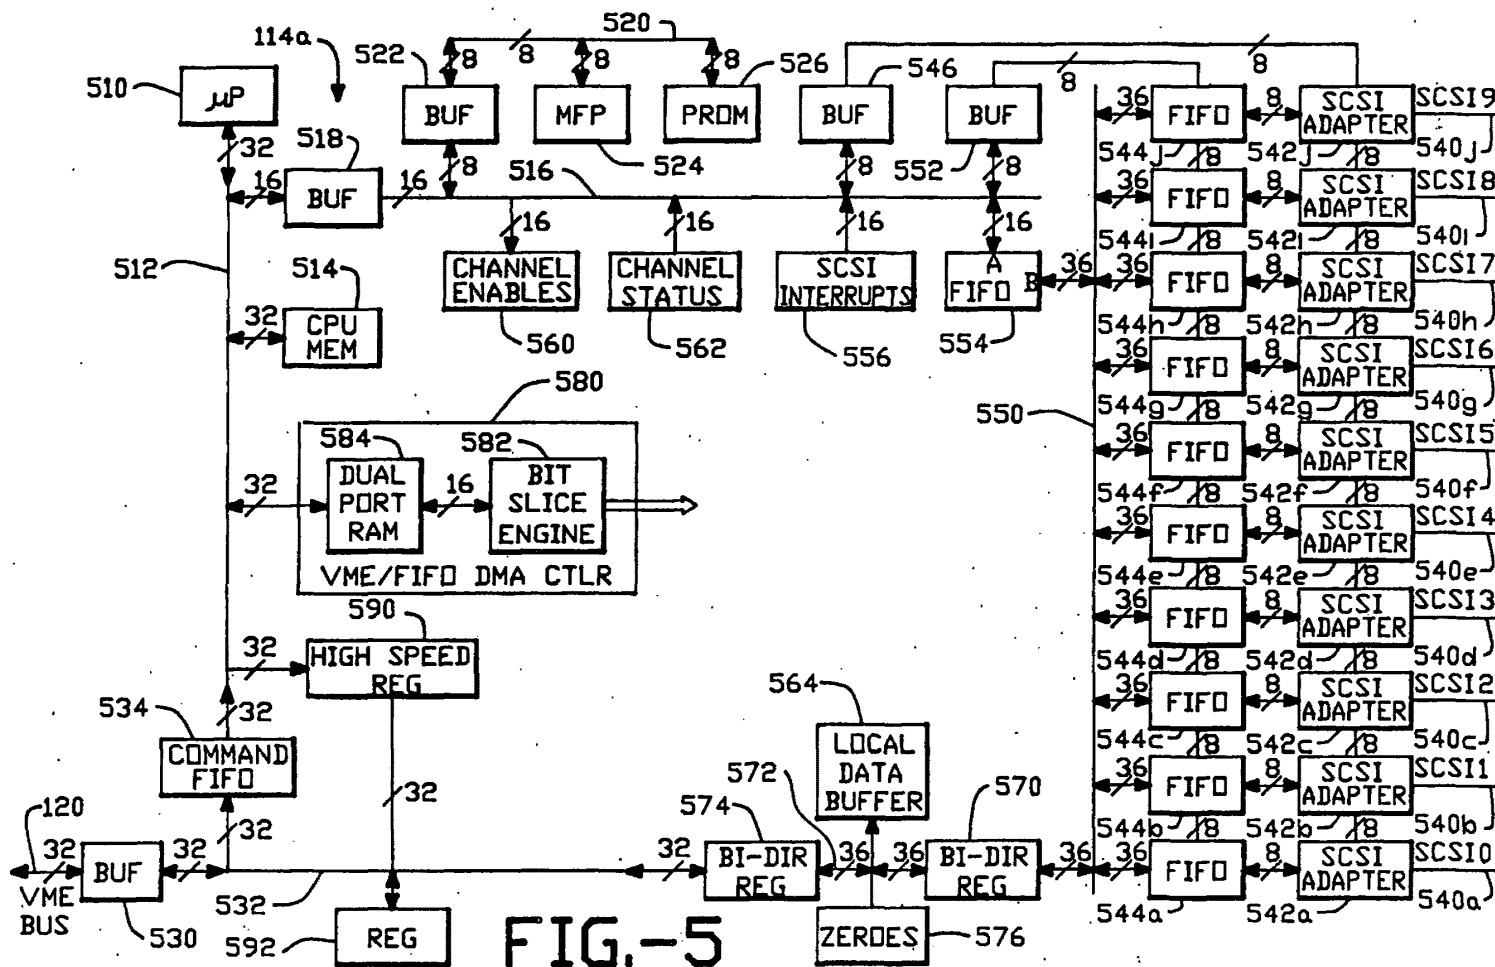 520
114a
522
8
8
8
8
526
546
8
8
510
μP
BUF
MFP
PROM
BUF
BUF
36
FIFO
8
SCSI ADAPTER
SCSI9
32
518
8
524
516
8
552
8
544j
8
542j
8
540j
16
BUF
16
36
FIFO
8
SCSI ADAPTER
SCSI8
512
16
16
16
16
544i
8
542i
8
540i
514
CHANNEL ENABLES
CHANNEL STATUS
SCSI INTERRUPTS
A
FIFO
B
36
36
FIFO
8
SCSI ADAPTER
SCSI7
32
CPU MEM
560
562
556
554
544h
8
542h
8
540h
36
FIFO
8
SCSI ADAPTER
SCSI6
580
550
544g
8
542g
8
540g
584
582
36
FIFO
8
SCSI ADAPTER
SCSI5
32
DUAL PORT RAM
16
BIT SLICE ENGINE
544f
8
542f
8
540f
36
FIFO
8
SCSI ADAPTER
SCSI4
VME/FIFO DMA CTLR
544e
8
542e
8
540e
590
36
FIFO
8
SCSI ADAPTER
SCSI3
32
HIGH SPEED REG
544d
8
542d
8
540d
534
32
564
36
FIFO
8
SCSI ADAPTER
SCSI2
COMMAND FIFO
LOCAL DATA BUFFER
544c
8
542c
8
540c
120
32
32
574
572
570
36
FIFO
8
SCSI ADAPTER
SCSI1
544b
8
542b
8
540b
32
BUF
32
32
BI-DIR REG
36
36
BI-DIR REG
36
36
FIFO
8
SCSI ADAPTER
SCSI0
VME BUS
530
532
544a
542a
540a
592
REG
FIG.-5
ZEROES
576